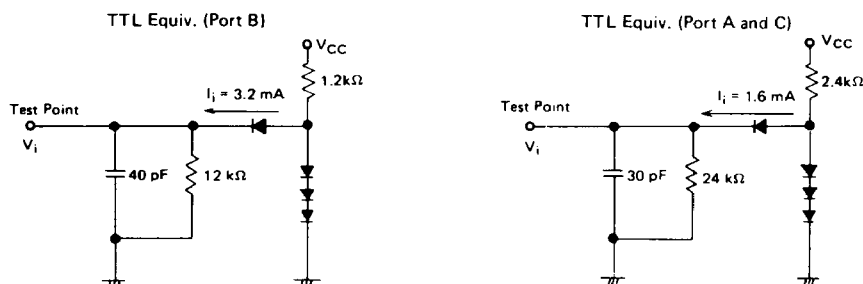 TTL Equiv. (Port B)
VCC
1.2kΩ
Ii = 3.2 mA
Test Point
Vi
40 pF
12 kΩ
TTL Equiv. (Port A and C)
VCC
2.4kΩ
Ii = 1.6 mA
Test Point
Vi
30 pF
24 kΩ